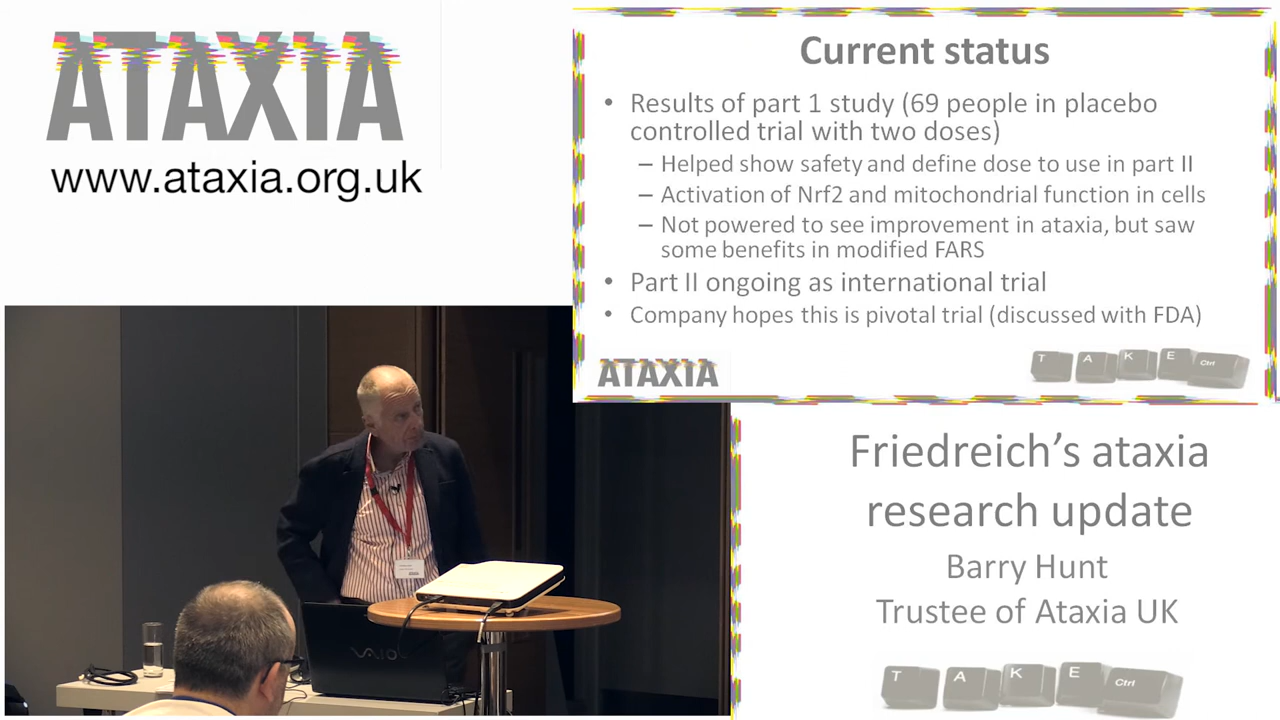 ATAXIA
www.ataxia.org.uk
Current status
• Results of part 1 study (69 people in placebo
controlled trial with two doses)
– Helped show safety and define dose to use in part II
– Activation of Nrf2 and mitochondrial function in cells
– Not powered to see improvement in ataxia, but saw
some benefits in modified FARS
• Part II ongoing as international trial
• Company hopes this is pivotal trial (discussed with FDA)
ATAXIA
T A K E Ctrl
VAIO
Friedreich's ataxia
research update
Barry Hunt
Trustee of Ataxia UK
T A K E Ctrl